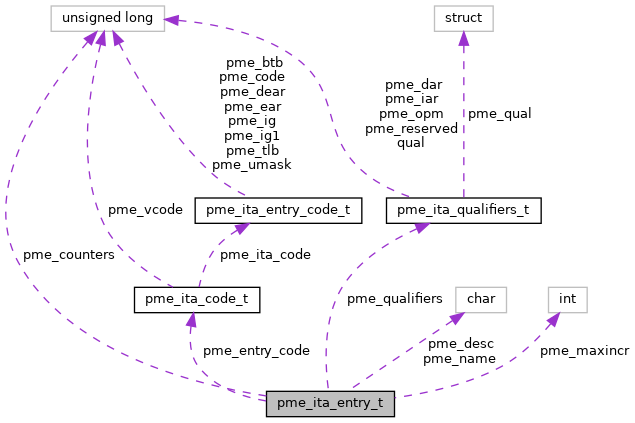 unsigned long
struct
pme_btb
pme_code
pme_dear
pme_ear
pme_ig
pme_ig1
pme_tlb
pme_umask
pme_dar
pme_iar
pme_opm
pme_reserved
qual
pme_qual
pme_vcode
pme_ita_entry_code_t
pme_ita_qualifiers_t
pme_counters
pme_ita_code
pme_ita_code_t
pme_qualifiers
char
int
pme_entry_code
pme_desc
pme_name
pme_maxincr
pme_ita_entry_t